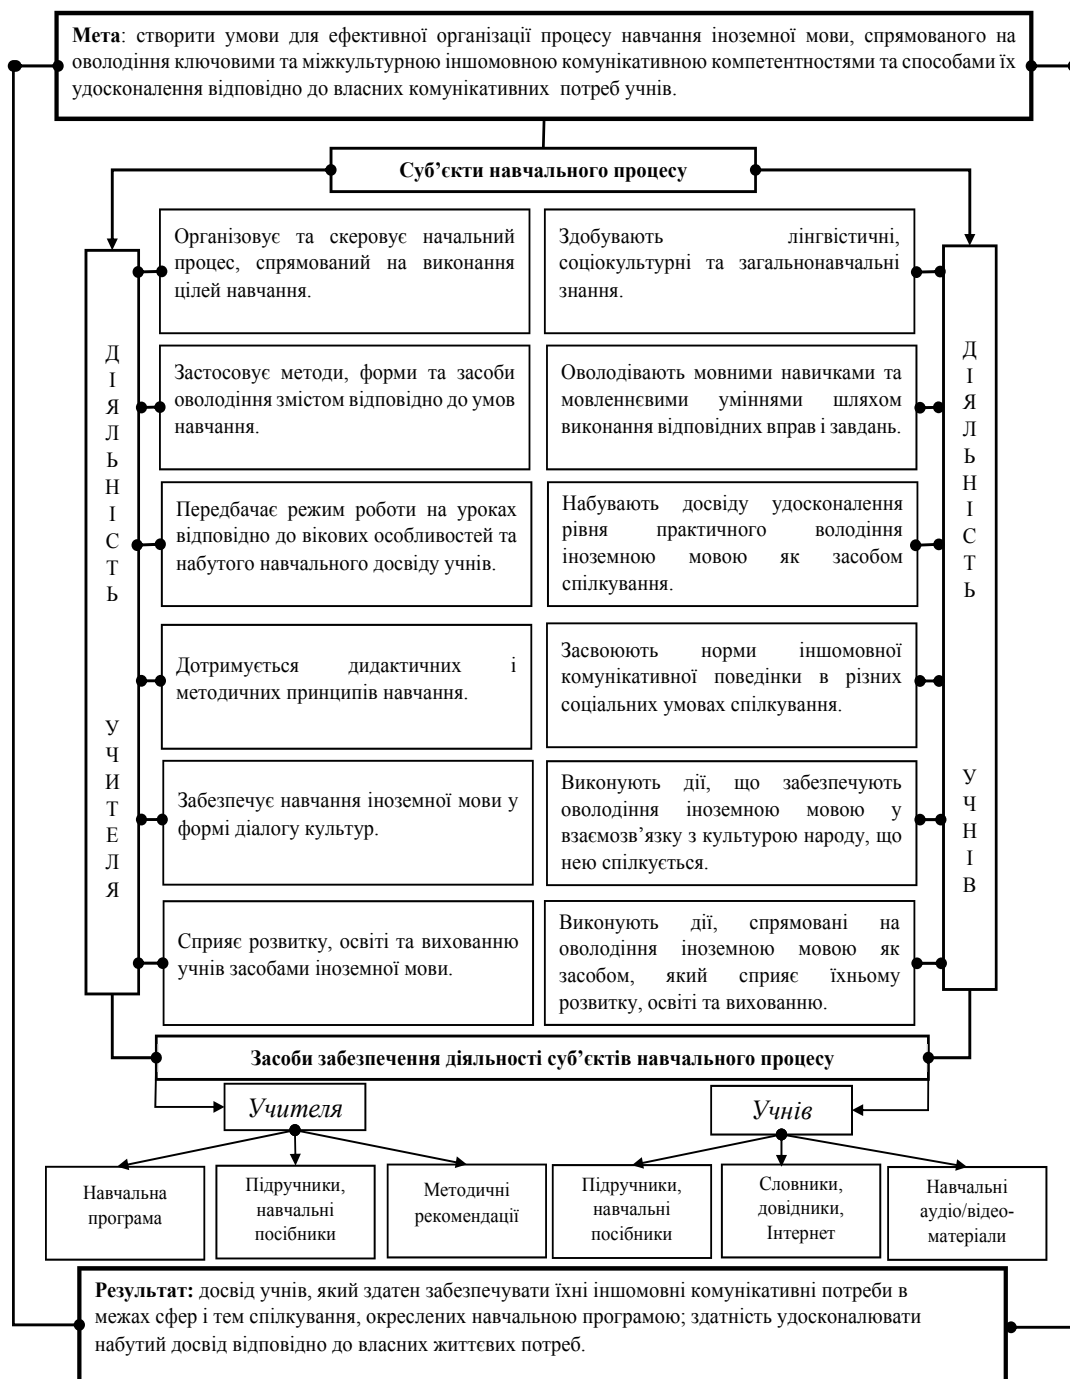 Мета: створити умови для ефективної організації процесу навчання іноземної мови, спрямованого на
оволодіння ключовими та міжкультурною іншомовною комунікативною компетентностями та способами їх
удосконалення відповідно до власних комунікативних потреб учнів.
Суб’єкти навчального процесу
ДІЯЛЬНІСТЬ УЧИТЕЛЯ
Організовує та скеровує начальний
процес, спрямований на виконання
цілей навчання.
Здобувають лінгвістичні,
соціокультурні та загальнонавчальні
знання.
Застосовує методи, форми та засоби
оволодіння змістом відповідно до умов
навчання.
Оволодівають мовними навичками та
мовленнєвими уміннями шляхом
виконання відповідних вправ і завдань.
Передбачає режим роботи на уроках
відповідно до вікових особливостей та
набутого навчального досвіду учнів.
Набувають досвіду удосконалення
рівня практичного володіння
іноземною мовою як засобом
спілкування.
Дотримується дидактичних і
методичних принципів навчання.
Засвоюють норми іншомовної
комунікативної поведінки в різних
соціальних умовах спілкування.
Забезпечує навчання іноземної мови у
формі діалогу культур.
Виконують дії, що забезпечують
оволодіння іноземною мовою у
взаємозв’язку з культурою народу, що
нею спілкується.
Сприяє розвитку, освіті та вихованню
учнів засобами іноземної мови.
Виконують дії, спрямовані на
оволодіння іноземною мовою як
засобом, який сприяє їхньому
розвитку, освіті та вихованню.
ДІЯЛЬНІСТЬ УЧНІВ
Засоби забезпечення діяльності суб’єктів навчального процесу
Учителя
Учнів
Навчальна
програма
Підручники,
навчальні
посібники
Методичні
рекомендації
Підручники,
навчальні
посібники
Словники,
довідники,
Інтернет
Навчальні
аудіо/відео-
матеріали
Результат: досвід учнів, який здатен забезпечувати їхні іншомовні комунікативні потреби в
межах сфер і тем спілкування, окреслених навчальною програмою; здатність удосконалювати
набутий досвід відповідно до власних життєвих потреб.